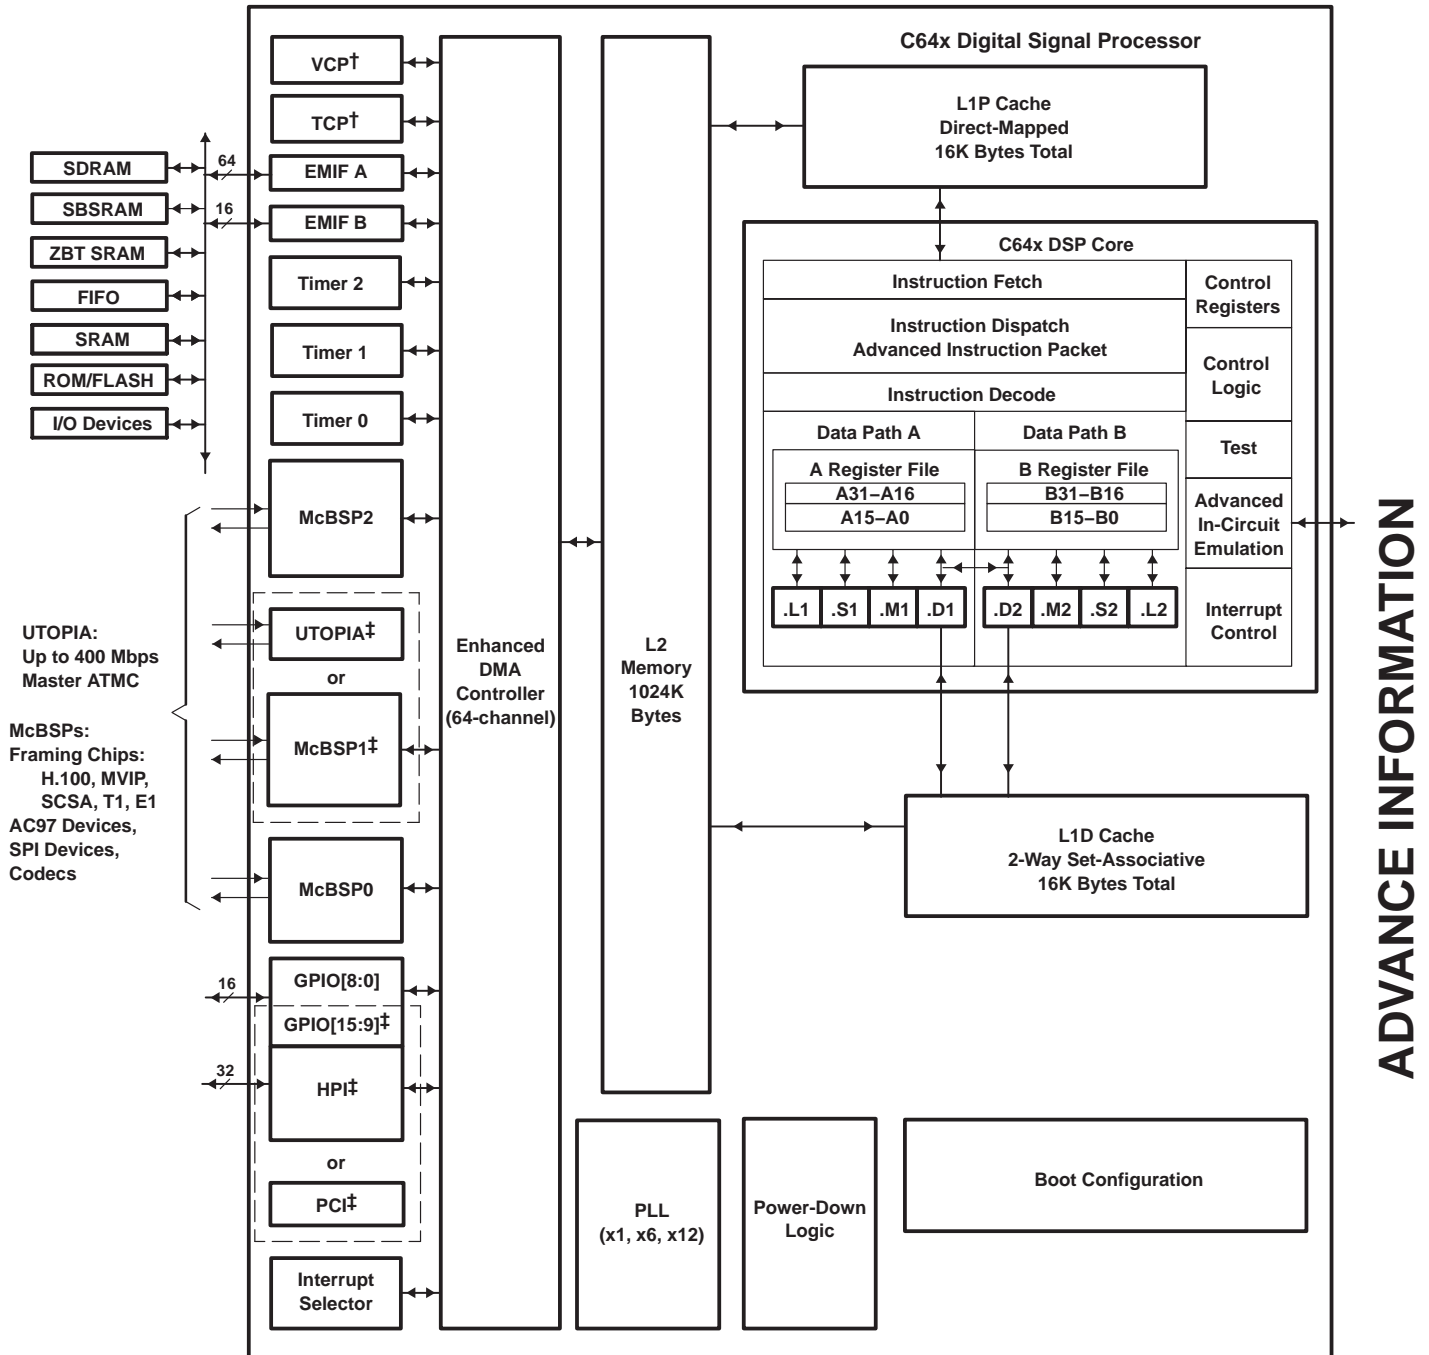 C64x Digital Signal Processor
VCP†
TCP†
EMIF A
EMIF B
Timer 2
Timer 1
Timer 0
McBSP2
UTOPIA‡
or
McBSP1‡
McBSP0
GPIO[8:0]
GPIO[15:9]‡
HPI‡
or
PCI‡
Interrupt
Selector
64
16
16
32
SDRAM
SBSRAM
ZBT SRAM
FIFO
SRAM
ROM/FLASH
I/O Devices
UTOPIA:
Up to 400 Mbps
Master ATMC
McBSPs:
Framing Chips:
H.100, MVIP,
SCSA, T1, E1
AC97 Devices,
SPI Devices,
Codecs
Enhanced
DMA
Controller
(64-channel)
L2
Memory
1024K
Bytes
L1P Cache
Direct-Mapped
16K Bytes Total
C64x DSP Core
Instruction Fetch
Instruction Dispatch
Advanced Instruction Packet
Instruction Decode
Data Path A
Data Path B
A Register File
A31–A16
A15–A0
B Register File
B31–B16
B15–B0
.L1
.S1
.M1
.D1
.D2
.M2
.S2
.L2
Control
Registers
Control
Logic
Test
Advanced
In-Circuit
Emulation
Interrupt
Control
L1D Cache
2-Way Set-Associative
16K Bytes Total
PLL
(x1, x6, x12)
Power-Down
Logic
Boot Configuration
ADVANCE INFORMATION